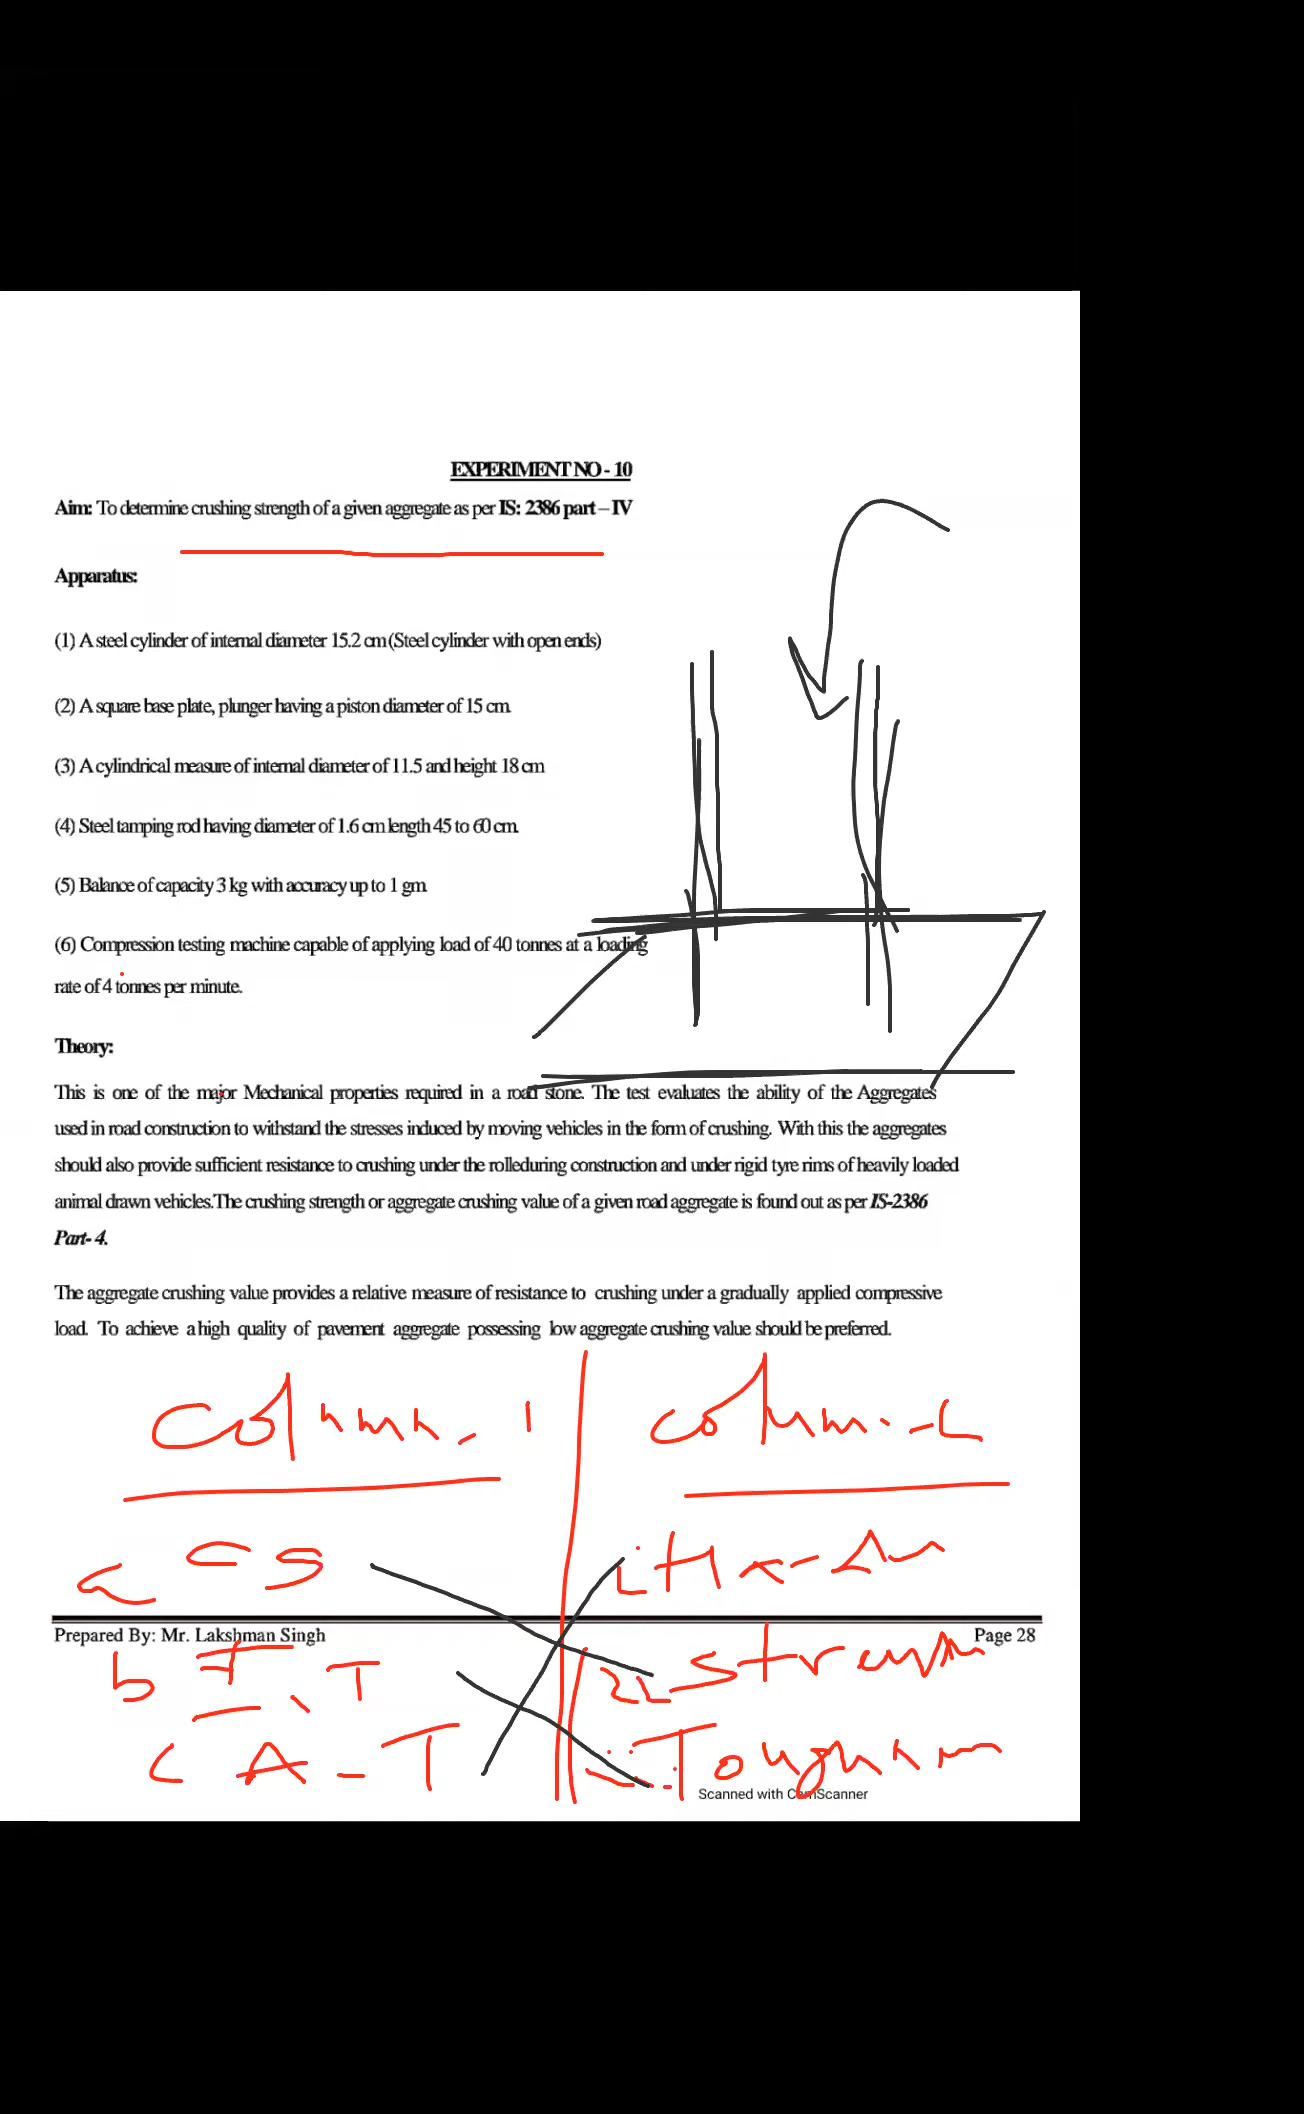 EXPERIMENT NO - 10
Aim: To determine crushing strength of a given aggregate as per IS: 2386 part – IV
Apparatus:
(1) A steel cylinder of internal diameter 15.2 cm (Steel cylinder with open ends)
(2) A square base plate, plunger having a piston diameter of 15 cm.
(3) A cylindrical measure of internal diameter of 11.5 and height 18 cm
(4) Steel tamping rod having diameter of 1.6 cm length 45 to 60 cm.
(5) Balance of capacity 3 kg with accuracy up to 1 gm.
(6) Compression testing machine capable of applying load of 40 tonnes at a loading
rate of 4 tonnes per minute.
Theory:
This is one of the major Mechanical properties required in a road stone. The test evaluates the ability of the Aggregates
used in road construction to withstand the stresses induced by moving vehicles in the form of crushing. With this the aggregates
should also provide sufficient resistance to crushing under the rolleduring construction and under rigid tyre rims of heavily loaded
animal drawn vehicles.The crushing strength or aggregate crushing value of a given road aggregate is found out as per IS-2386
Part- 4.
The aggregate crushing value provides a relative measure of resistance to crushing under a gradually applied compressive
load. To achieve a high quality of pavement aggregate possessing low aggregate crushing value should be preferred.
Column - 1 Column - 2
CS
Prepared By: Mr. Lakshman Singh Page 28
b I.T
C A-T
Scanned with CamScanner